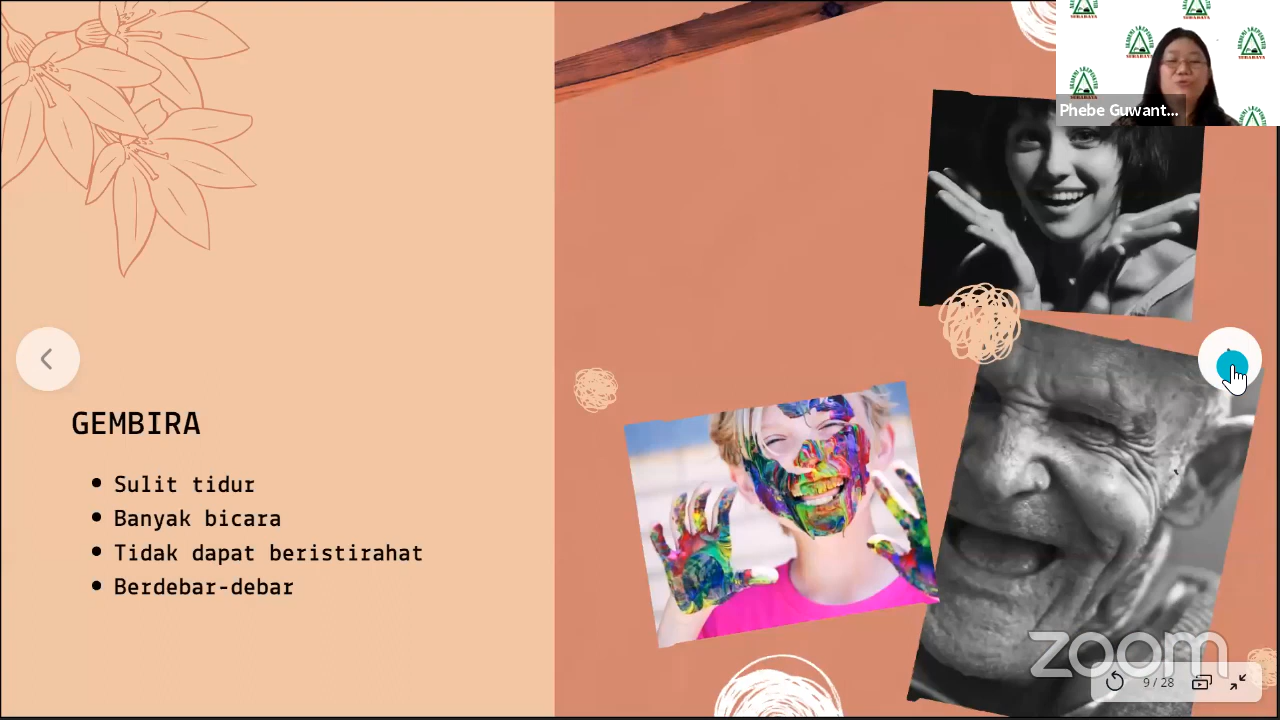 Phebe Guwant...
GEMBIRA
Sulit tidur
Banyak bicara
Tidak dapat beristirahat
Berdebar-debar
zoom
9 / 28